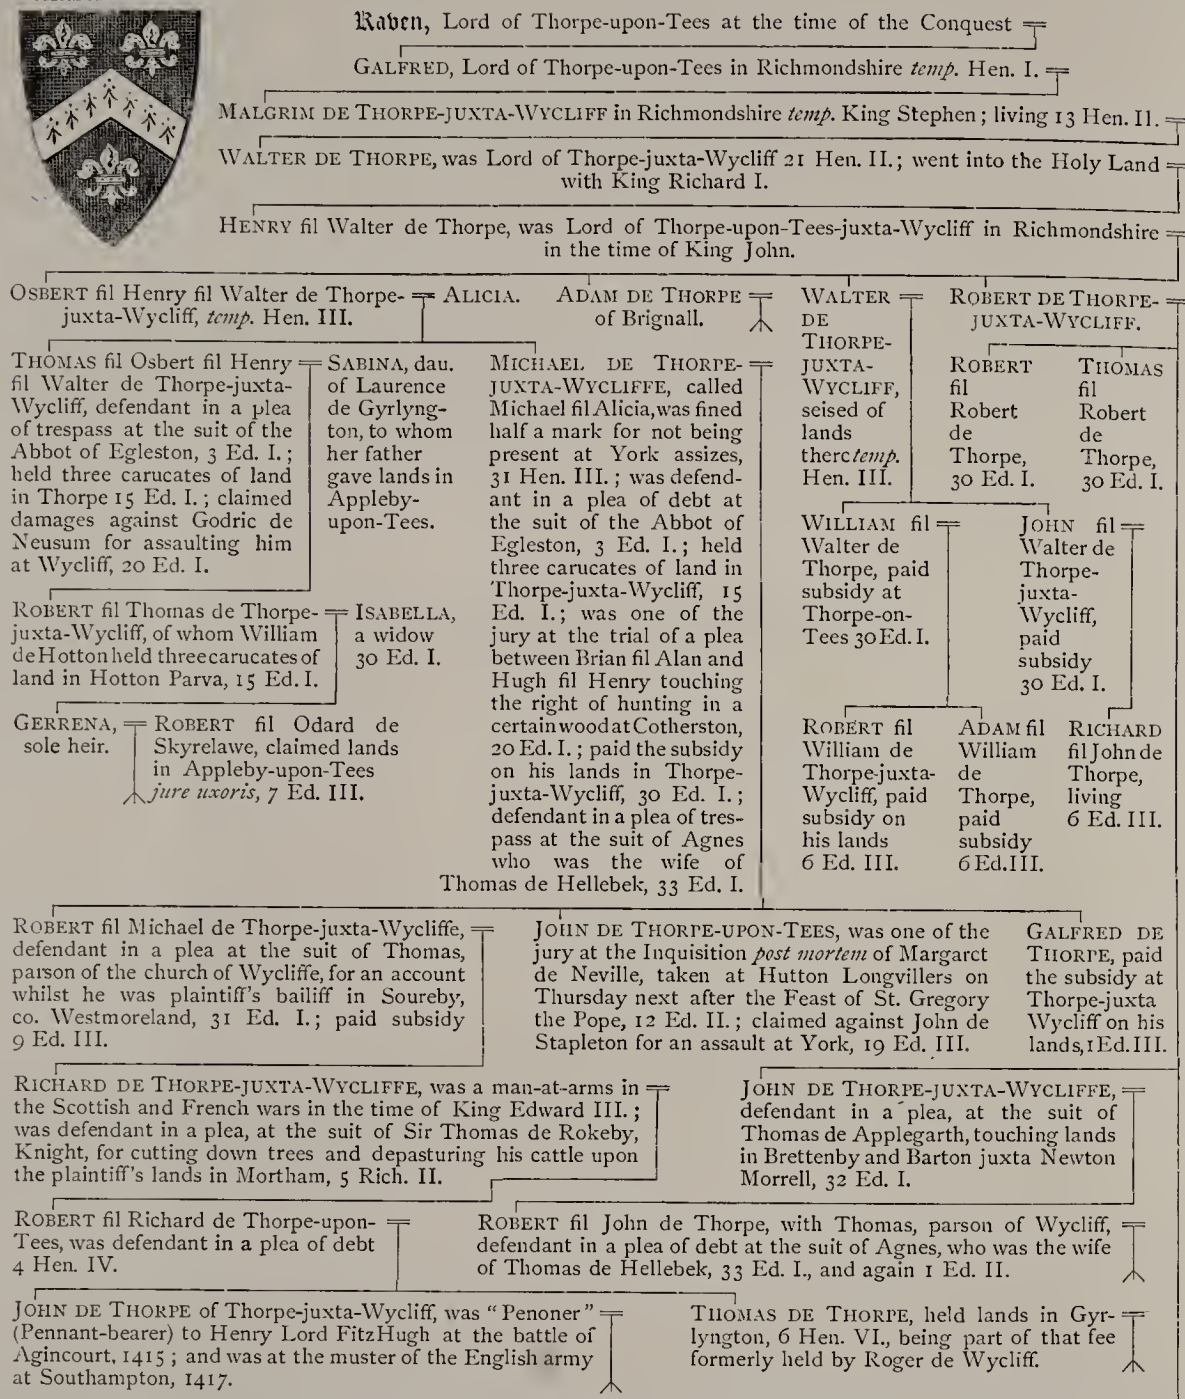 Raven, Lord of Thorpe-upon-Tees at the time of the Conquest
GALFRED, Lord of Thorpe-upon-Tees in Richmondshire temp. Hen. I.
MALGRIM DE THORPE-JUXTA-WYCLIFF in Richmondshire temp. King Stephen; living 13 Hen. II.
WALTER DE THORPE, was Lord of Thorpe-juxta-Wycliff 21 Hen. II.; went into the Holy Land
with King Richard I.
HENRY fil Walter de Thorpe, was Lord of Thorpe-upon-Tees-juxta-Wycliff in Richmondshire
in the time of King John.
OSBERT fil Henry fil Walter de Thorpe-
juxta-Wycliff, temp. Hen. III.
ALICIA.
ADAM DE THORPE
of Brignall.
WALTER
DE
THORPE-
JUXTA-
WYCLIFF,
seised of
lands
there temp.
Hen. III.
ROBERT DE THORPE-
JUXTA-WYCLIFF.
THOMAS fil Osbert fil Henry
fil Walter de Thorpe-juxta-
Wycliff, defendant in a plea
of trespass at the suit of the
Abbot of Egleston, 3 Ed. I.;
held three carucates of land
in Thorpe 15 Ed. I.; claimed
damages against Godric de
Neusum for assaulting him
at Wycliff, 20 Ed. I.
SABINA, dau.
of Laurence
de Gyrlyng-
ton, to whom
her father
gave lands in
Appleby-
upon-Tees.
MICHAEL DE THORPE-
JUXTA-WYCLIFFE, called
Michael fil Alicia, was fined
half a mark for not being
present at York assizes,
31 Hen. III.; was defend-
ant in a plea of debt at
the suit of the Abbot of
Egleston, 3 Ed. I.; held
three carucates of land in
Thorpe-juxta-Wycliff, 15
Ed. I.; was one of the
jury at the trial of a plea
between Brian fil Alan and
Hugh fil Henry touching
the right of hunting in a
certain wood at Cotherston,
20 Ed. I.; paid the subsidy
on his lands in Thorpe-
juxta-Wycliff, 30 Ed. I.;
defendant in a plea of tres-
pass at the suit of Agnes
who was the wife of
Thomas de Hellebek, 33 Ed. I.
ROBERT
fil
Robert
de
Thorpe,
30 Ed. I.
THOMAS
fil
Robert
de
Thorpe,
30 Ed. I.
WILLIAM fil
Walter de
Thorpe, paid
subsidy at
Thorpe-on-
Tees 30 Ed. I.
JOHN fil
Walter de
Thorpe-
juxta-
Wycliff,
paid
subsidy
30 Ed. I.
ROBERT fil Thomas de Thorpe-
juxta-Wycliff, of whom William
de Hotton held three carucates of
land in Hotton Parva, 15 Ed. I.
ISABELLA,
a widow
30 Ed. I.
GERRENA,
sole heir.
ROBERT fil Odard de
Skyrelawe, claimed lands
in Appleby-upon-Tees
jure uxoris, 7 Ed. III.
ROBERT fil
William de
Thorpe-juxta-
Wycliff, paid
subsidy on
his lands
6 Ed. III.
ADAM fil
William
de
Thorpe,
paid
subsidy
6 Ed. III.
RICHARD
fil John de
Thorpe,
living
6 Ed. III.
ROBERT fil Michael de Thorpe-juxta-Wycliffe,
defendant in a plea at the suit of Thomas,
parson of the church of Wycliffe, for an account
whilst he was plaintiff's bailiff in Soureby,
co. Westmoreland, 31 Ed. I.; paid subsidy
9 Ed. III.
JOHN DE THORPE-UPON-TEES, was one of the
jury at the Inquisition post mortem of Margaret
de Neville, taken at Hutton Longvillers on
Thursday next after the Feast of St. Gregory
the Pope, 12 Ed. II.; claimed against John de
Stapleton for an assault at York, 19 Ed. III.
GALFRED DE
THORPE, paid
the subsidy at
Thorpe-juxta
Wycliff on his
lands, 1 Ed. III.
RICHARD DE THORPE-JUXTA-WYCLIFFE, was a man-at-arms in
the Scottish and French wars in the time of King Edward III.;
was defendant in a plea, at the suit of Sir Thomas de Rokeby,
Knight, for cutting down trees and depasturing his cattle upon
the plaintiff's lands in Mortham, 5 Rich. II.
JOHN DE THORPE-JUXTA-WYCLIFFE,
defendant in a plea, at the suit of
Thomas de Applegarth, touching lands
in Brettenby and Barton juxta Newton
Morrell, 32 Ed. I.
ROBERT fil Richard de Thorpe-upon-
Tees, was defendant in a plea of debt
4 Hen. IV.
ROBERT fil John de Thorpe, with Thomas, parson of Wycliff,
defendant in a plea of debt at the suit of Agnes, who was the wife
of Thomas de Hellebek, 33 Ed. I., and again 1 Ed. II.
JOHN DE THORPE of Thorpe-juxta-Wycliff, was "Penoner"
(Pennant-bearer) to Henry Lord FitzHugh at the battle of
Agincourt, 1415; and was at the muster of the English army
at Southampton, 1417.
THOMAS DE THORPE, held lands in Gyr-
lyngton, 6 Hen. VI., being part of that fee
formerly held by Roger de Wycliff.